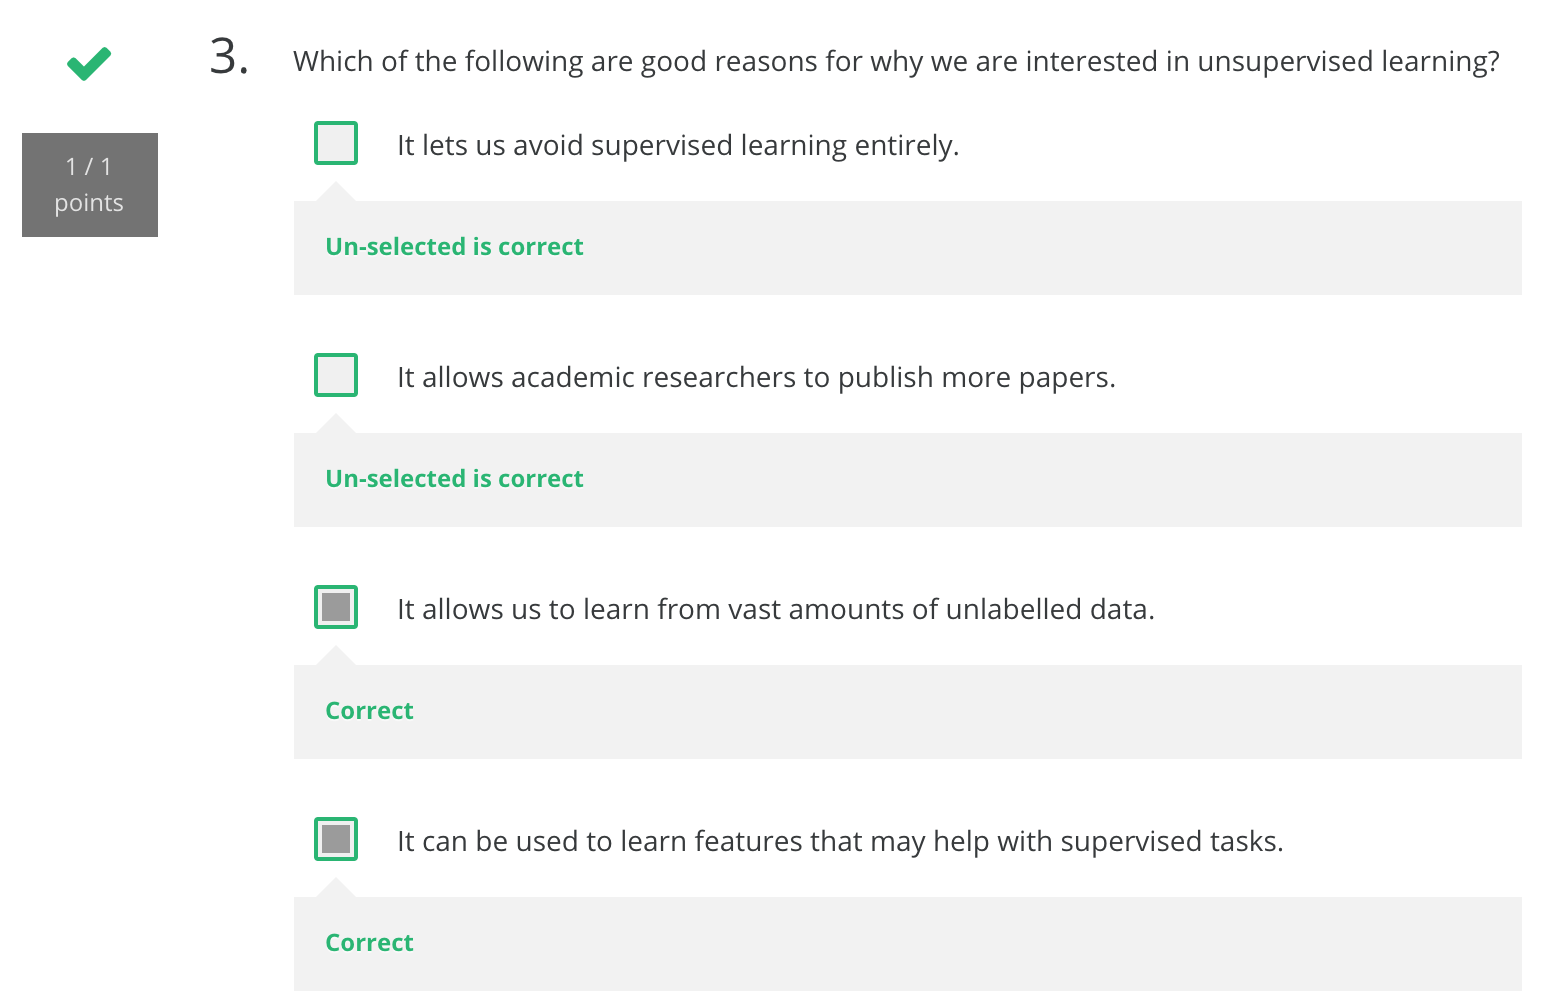 3. Which of the following are good reasons for why we are interested in unsupervised learning?
1 / 1
points
It lets us avoid supervised learning entirely.
Un-selected is correct
It allows academic researchers to publish more papers.
Un-selected is correct
It allows us to learn from vast amounts of unlabelled data.
Correct
It can be used to learn features that may help with supervised tasks.
Correct